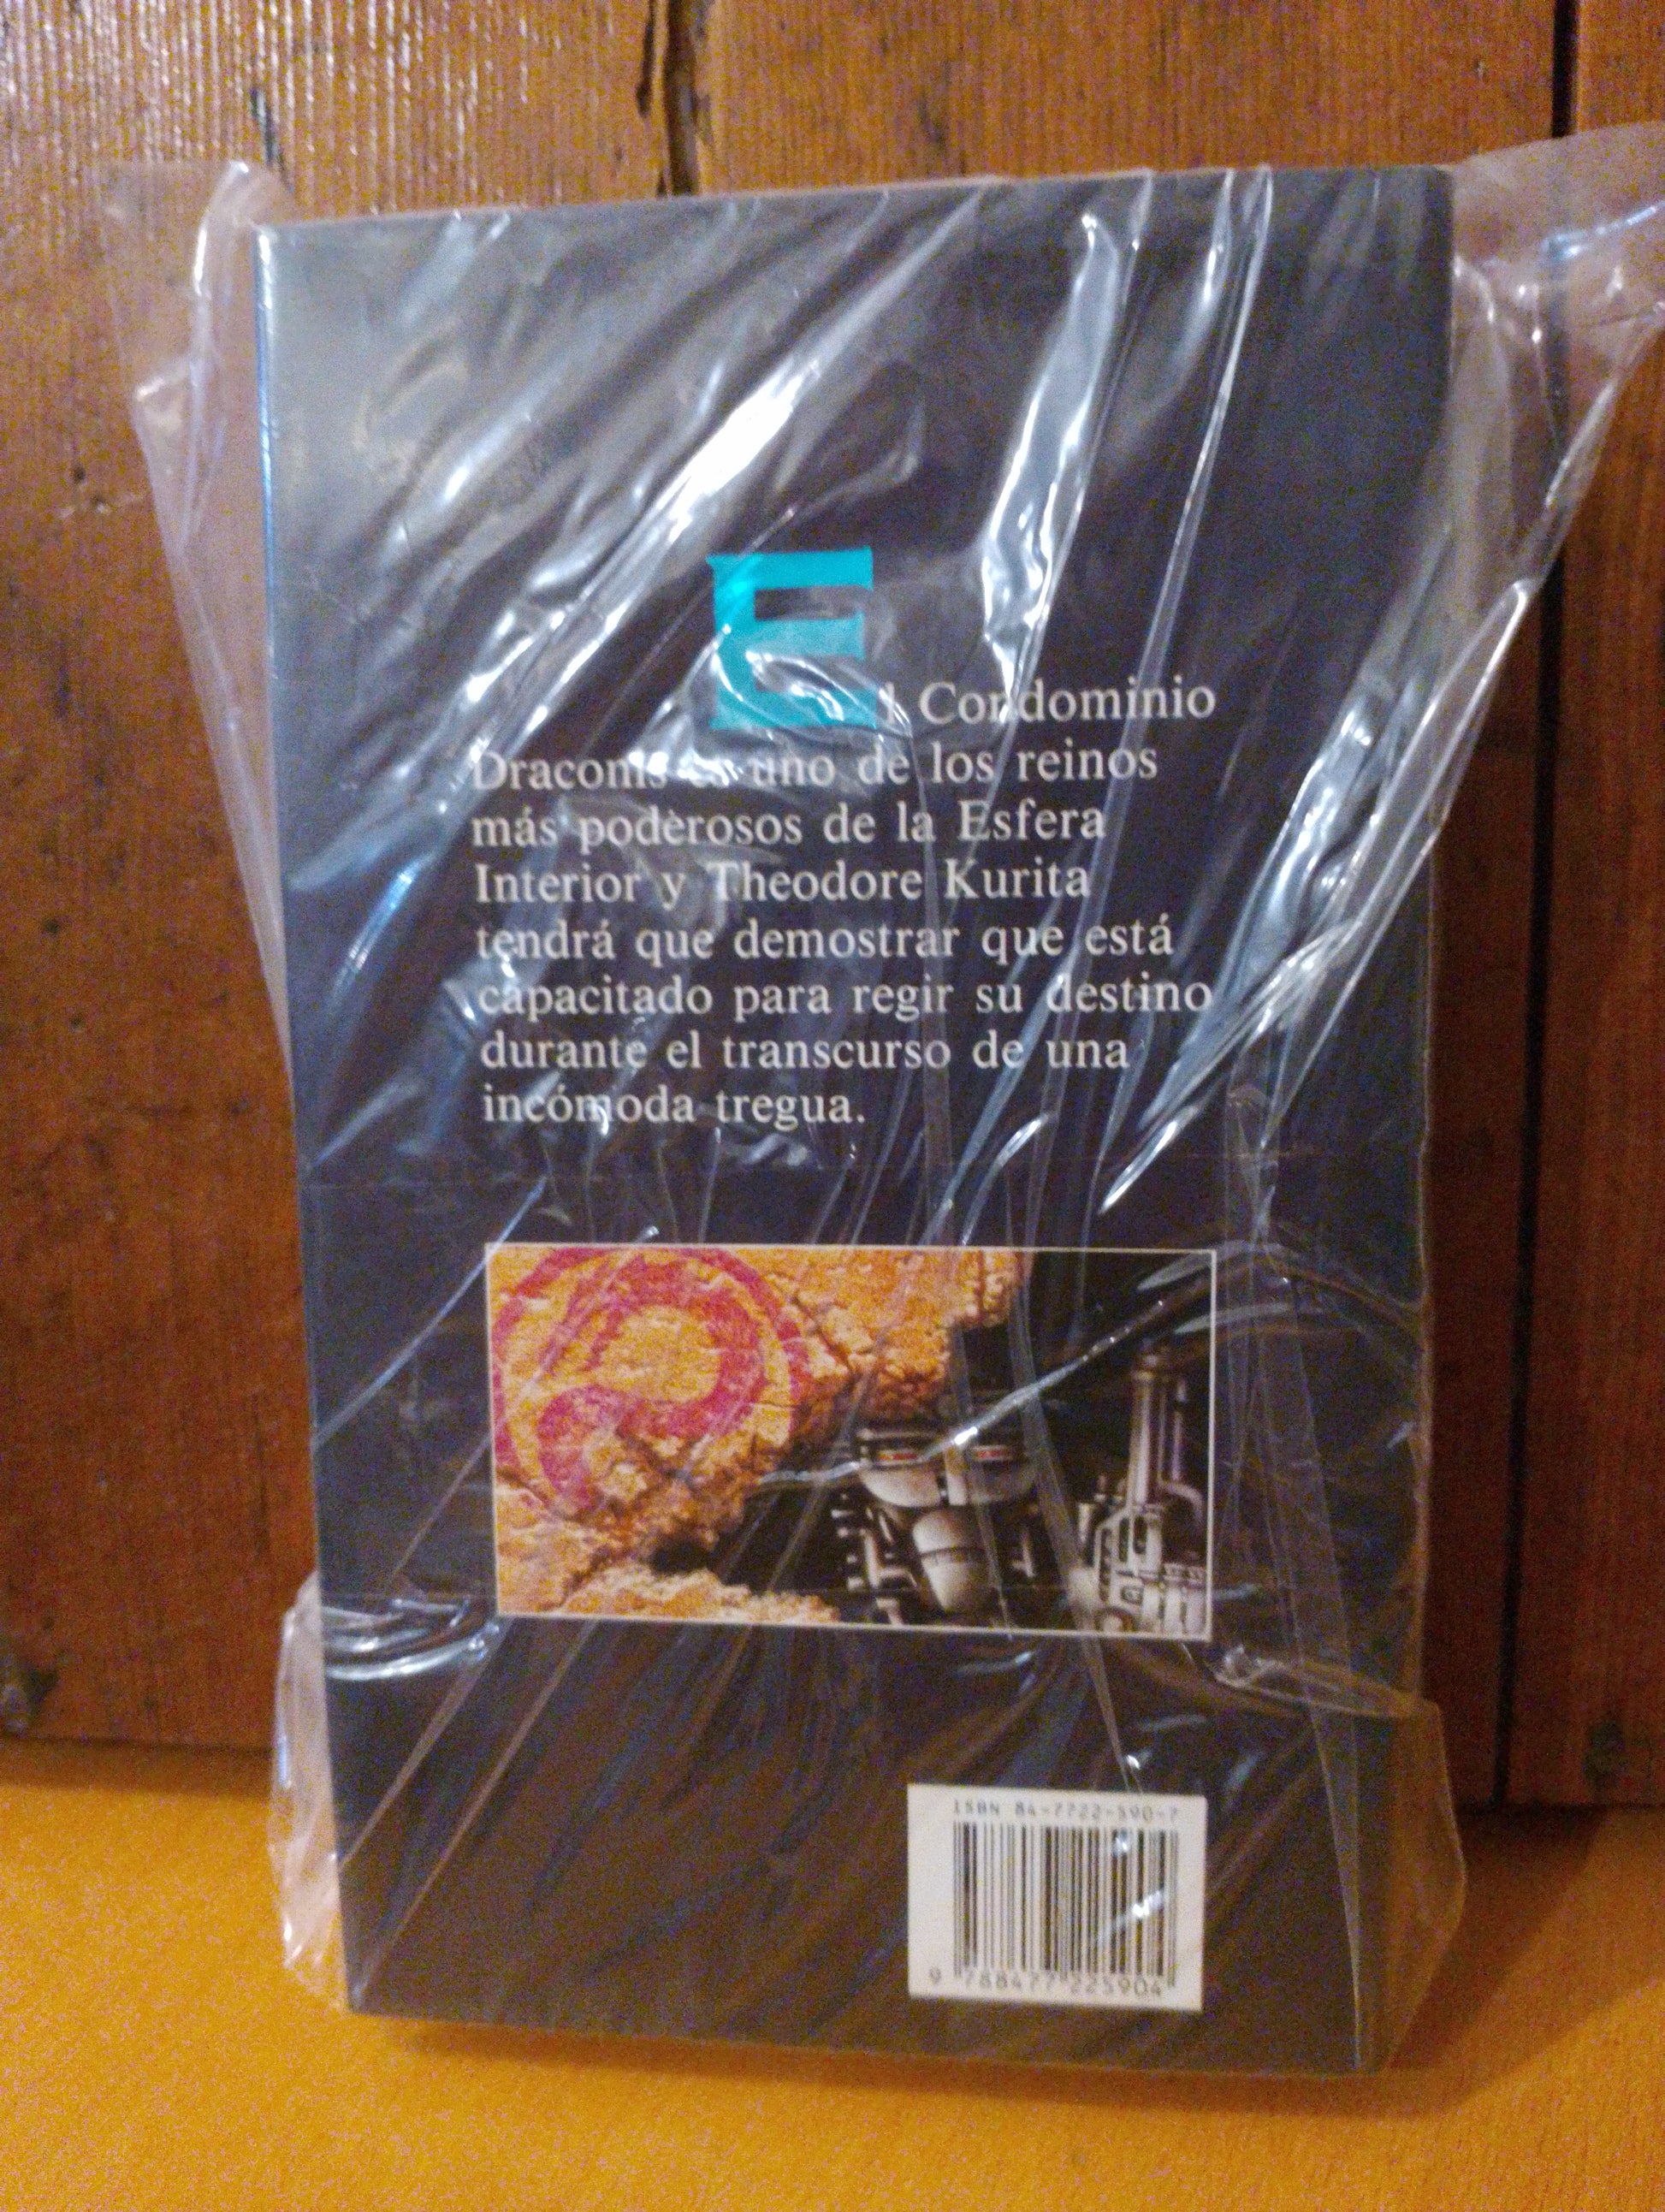 El Condominio
Draconis es uno de los reinos
más poderosos de la Esfera
Interior y Theodore Kurita
tendrá que demostrar que está
capacitado para regir su destino
durante el transcurso de una
incómoda tregua.
ISBN 84-7722-590-7
9 788477 225904